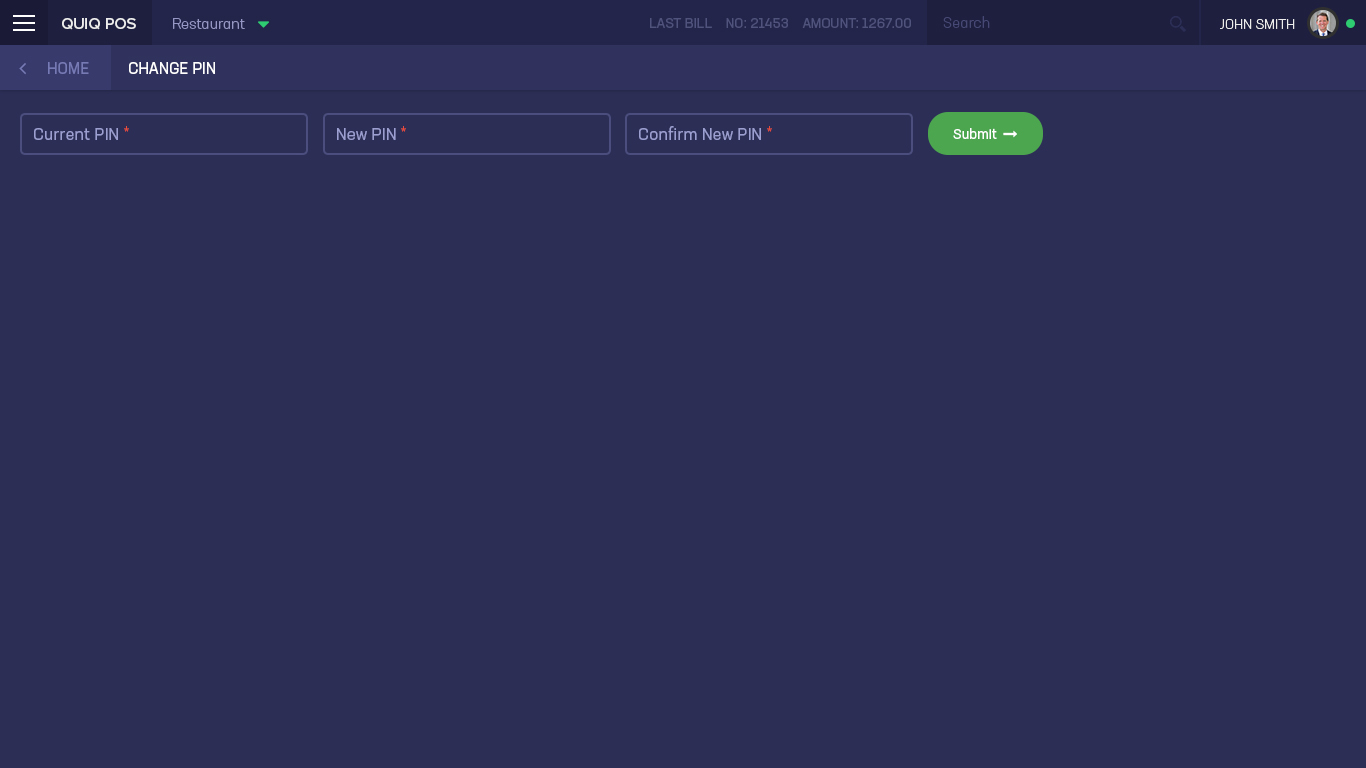 QUIQ POS
Restaurant
LAST BILL NO: 21453 AMOUNT: 1267.00
Search
JOHN SMITH
HOME
CHANGE PIN
Current PIN *
New PIN *
Confirm New PIN *
Submit